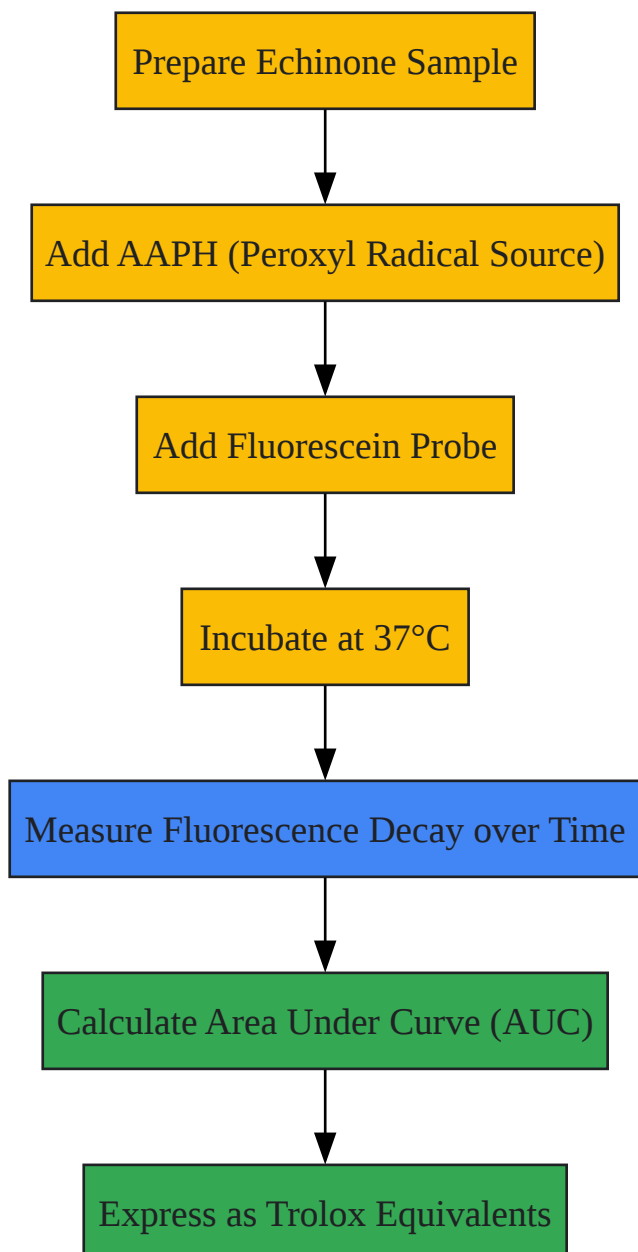 Prepare Echinone Sample
Add AAPH (Peroxyl Radical Source)
Add Fluorescein Probe
Incubate at 37°C
Measure Fluorescence Decay over Time
Calculate Area Under Curve (AUC)
Express as Trolox Equivalents